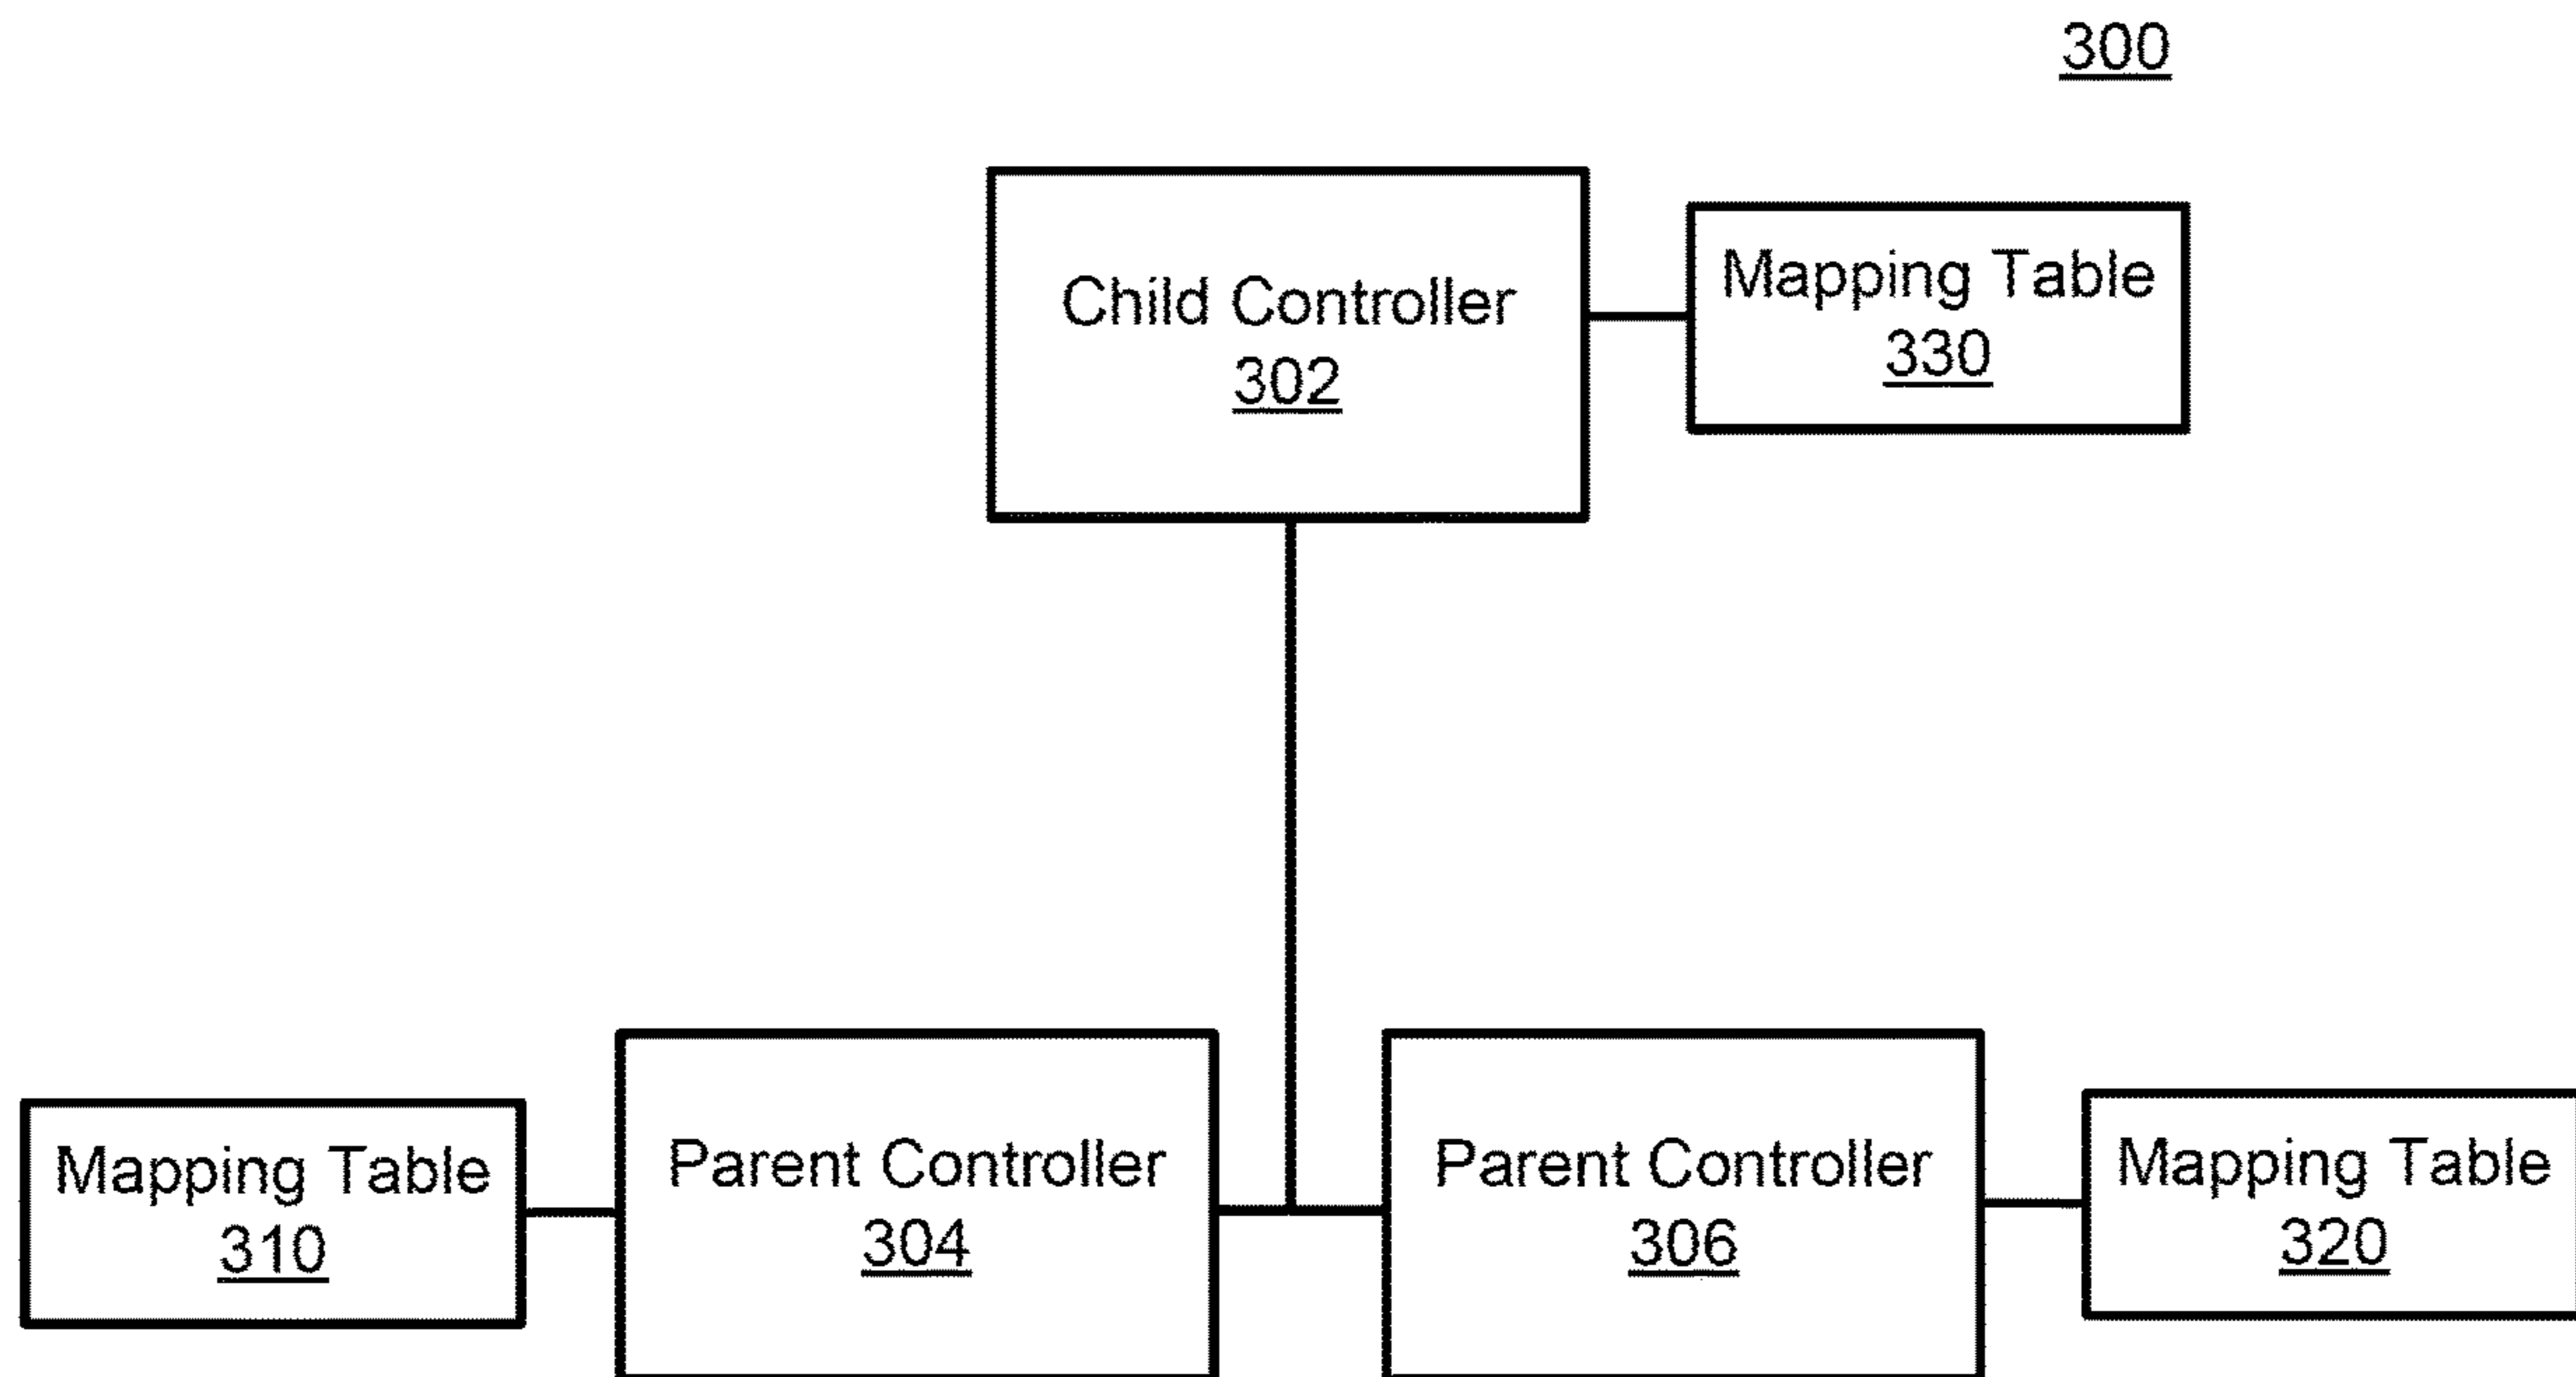 300
Child Controller
302
Mapping Table
330
Mapping Table
310
Parent Controller
304
Parent Controller
306
Mapping Table
320